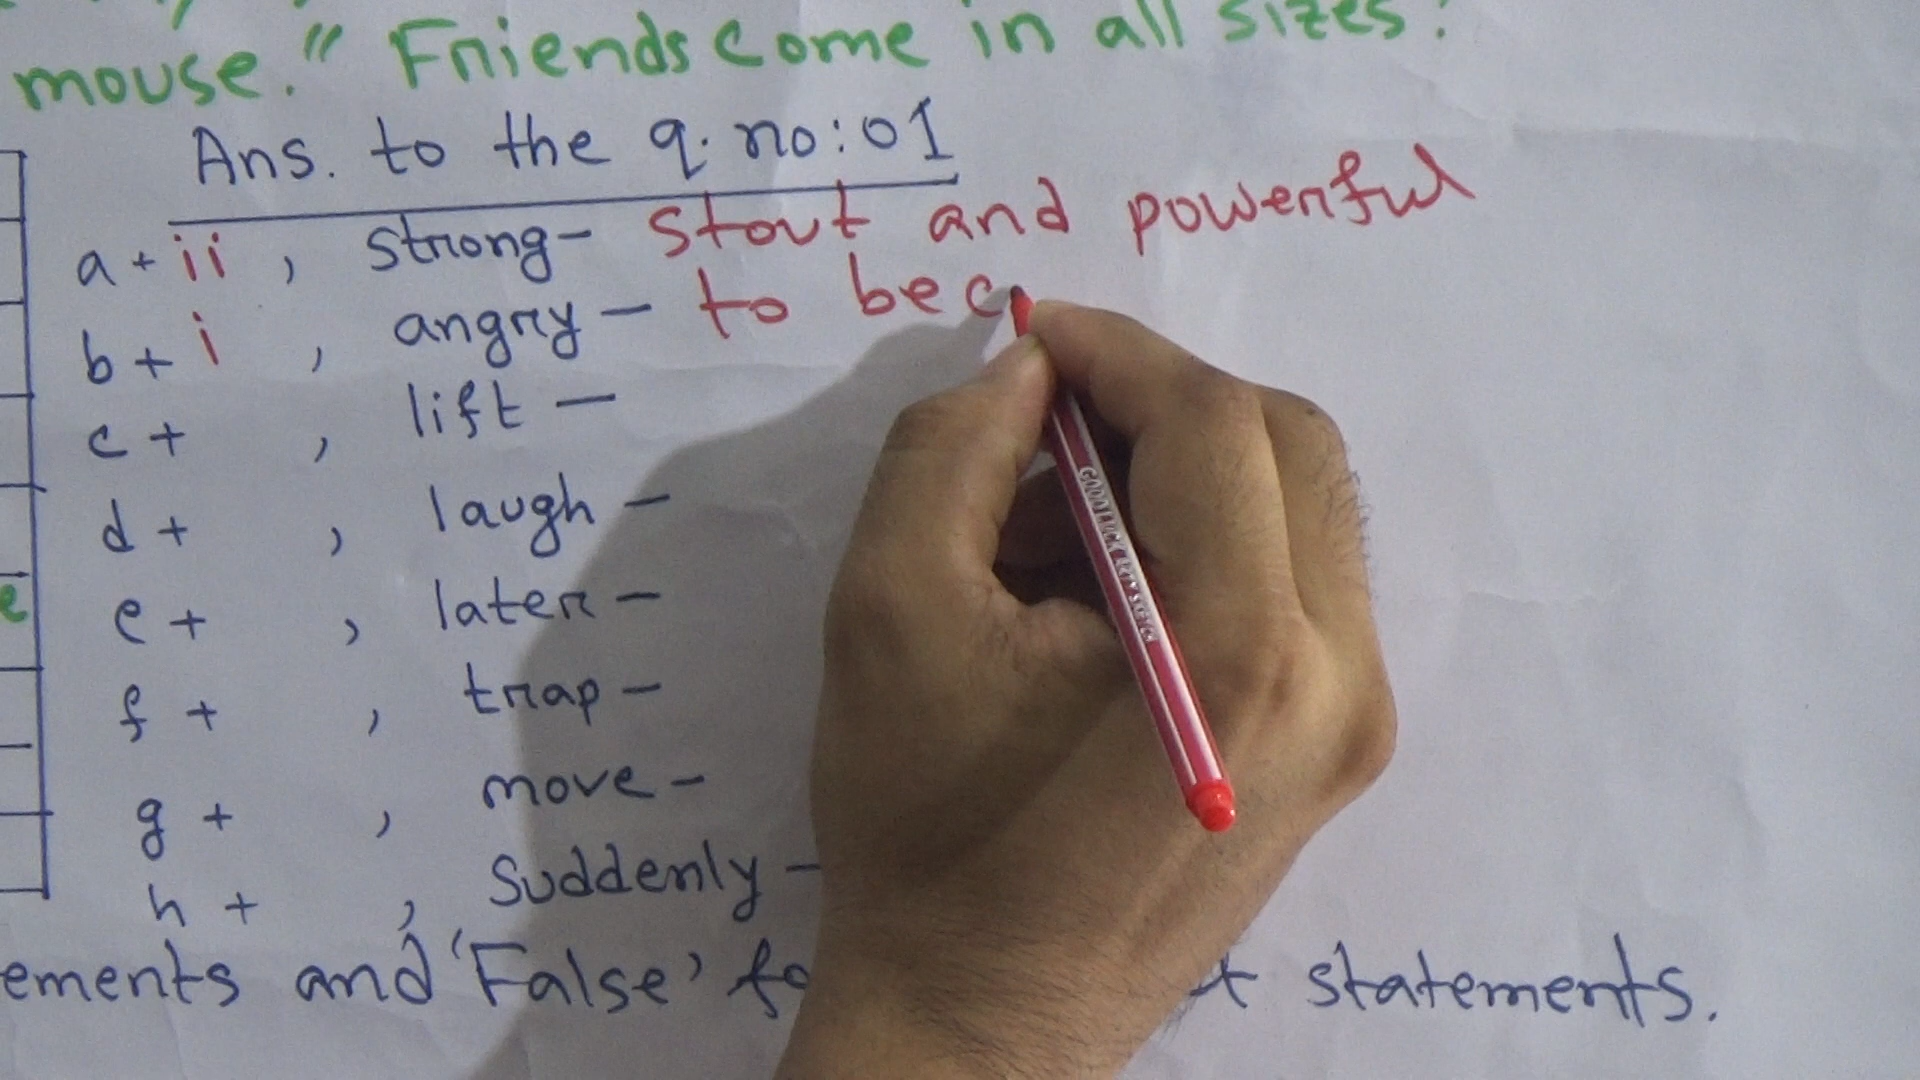 mouse." Friends come in all sizes!
Ans. to the q. no: 01
a + ii , strong - stout and powerful
b + i , angry - to bec
c + , lift -
d + , laugh -
e + , later -
f + , trap -
g + , move -
h + , suddenly -
ements and 'False' fo t statements.
e